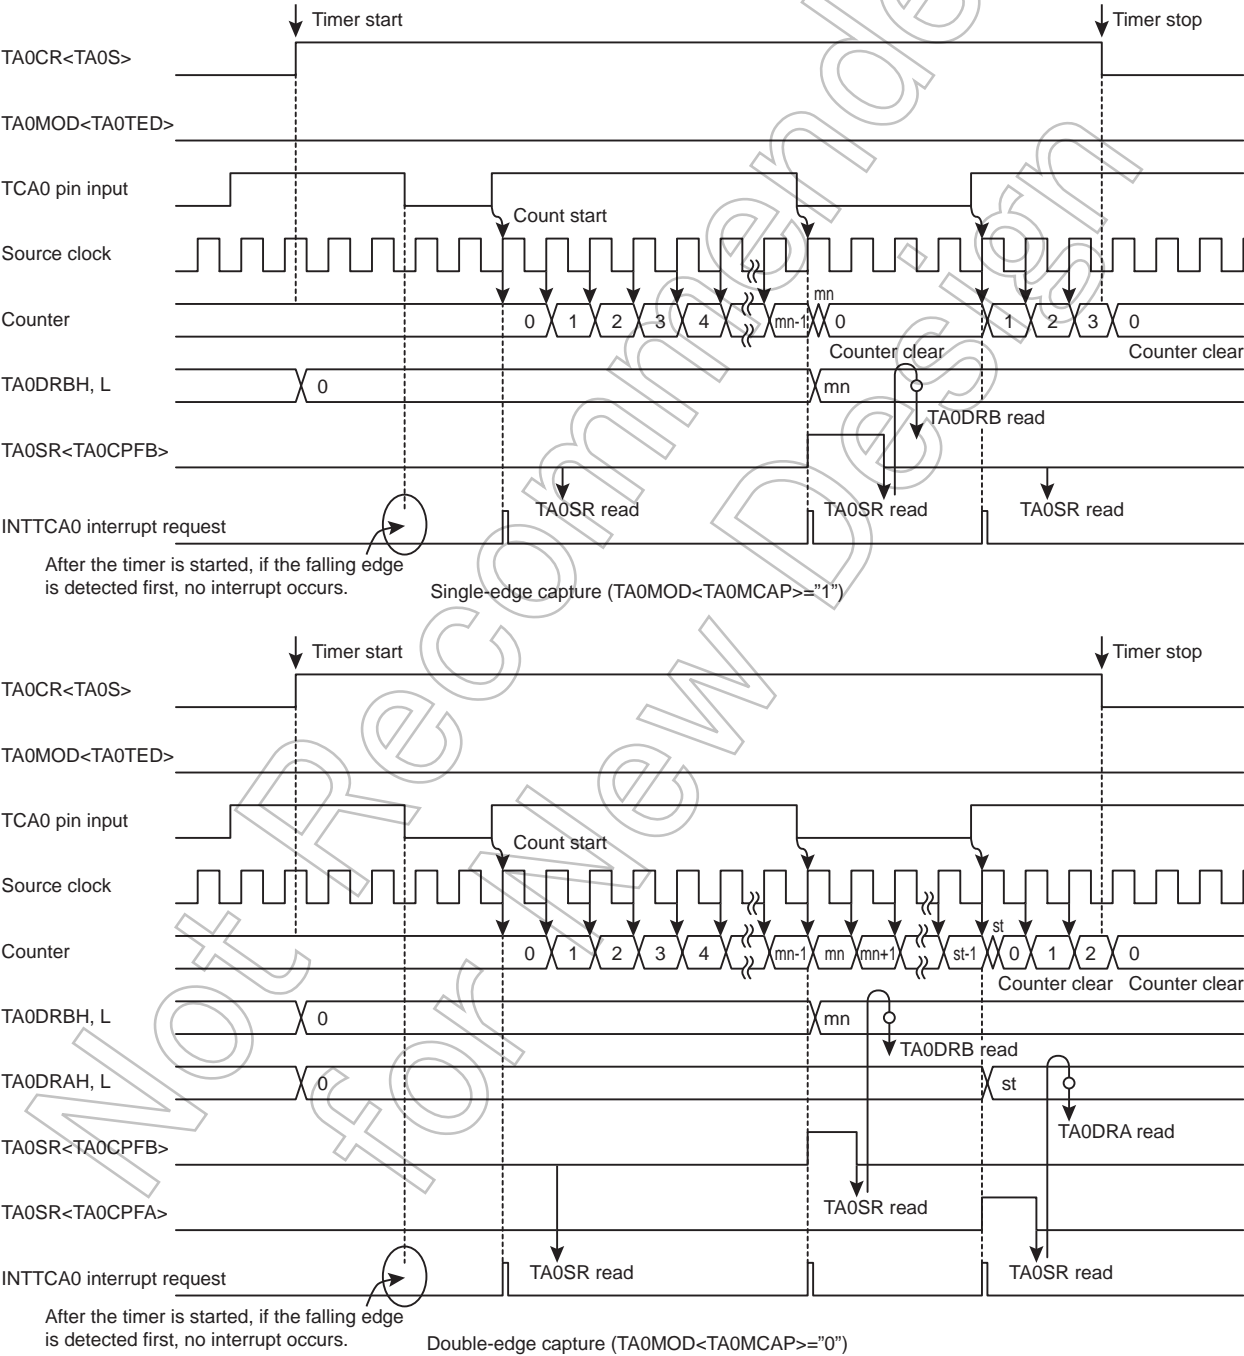 Timer start
Timer stop
TA0CR<TA0S>
TA0MOD<TA0TED>
TCA0 pin input
Count start
Source clock
mn
Counter 0 1 2 3 4 mn-1 0 1 2 3 0
Counter clear
Counter clear
TA0DRBH, L 0 mn
TA0DRB read
TA0SR<TA0CPFB>
TA0SR read
TA0SR read
TA0SR read
INTTCA0 interrupt request
After the timer is started, if the falling edge
is detected first, no interrupt occurs.
Single-edge capture (TA0MOD<TA0MCAP>=”1”)
Timer start
Timer stop
TA0CR<TA0S>
TA0MOD<TA0TED>
TCA0 pin input
Count start
Source clock
st
Counter 0 1 2 3 4 mn-1 mn mn+1 st-1 0 1 2 0
Counter clear
Counter clear
TA0DRBH, L 0 mn
TA0DRB read
TA0DRAH, L 0 st
TA0DRA read
TA0SR<TA0CPFB>
TA0SR read
TA0SR<TA0CPFA>
TA0SR read
TA0SR read
INTTCA0 interrupt request
After the timer is started, if the falling edge
is detected first, no interrupt occurs.
Double-edge capture (TA0MOD<TA0MCAP>=”0”)
Not Recommende
for New Design